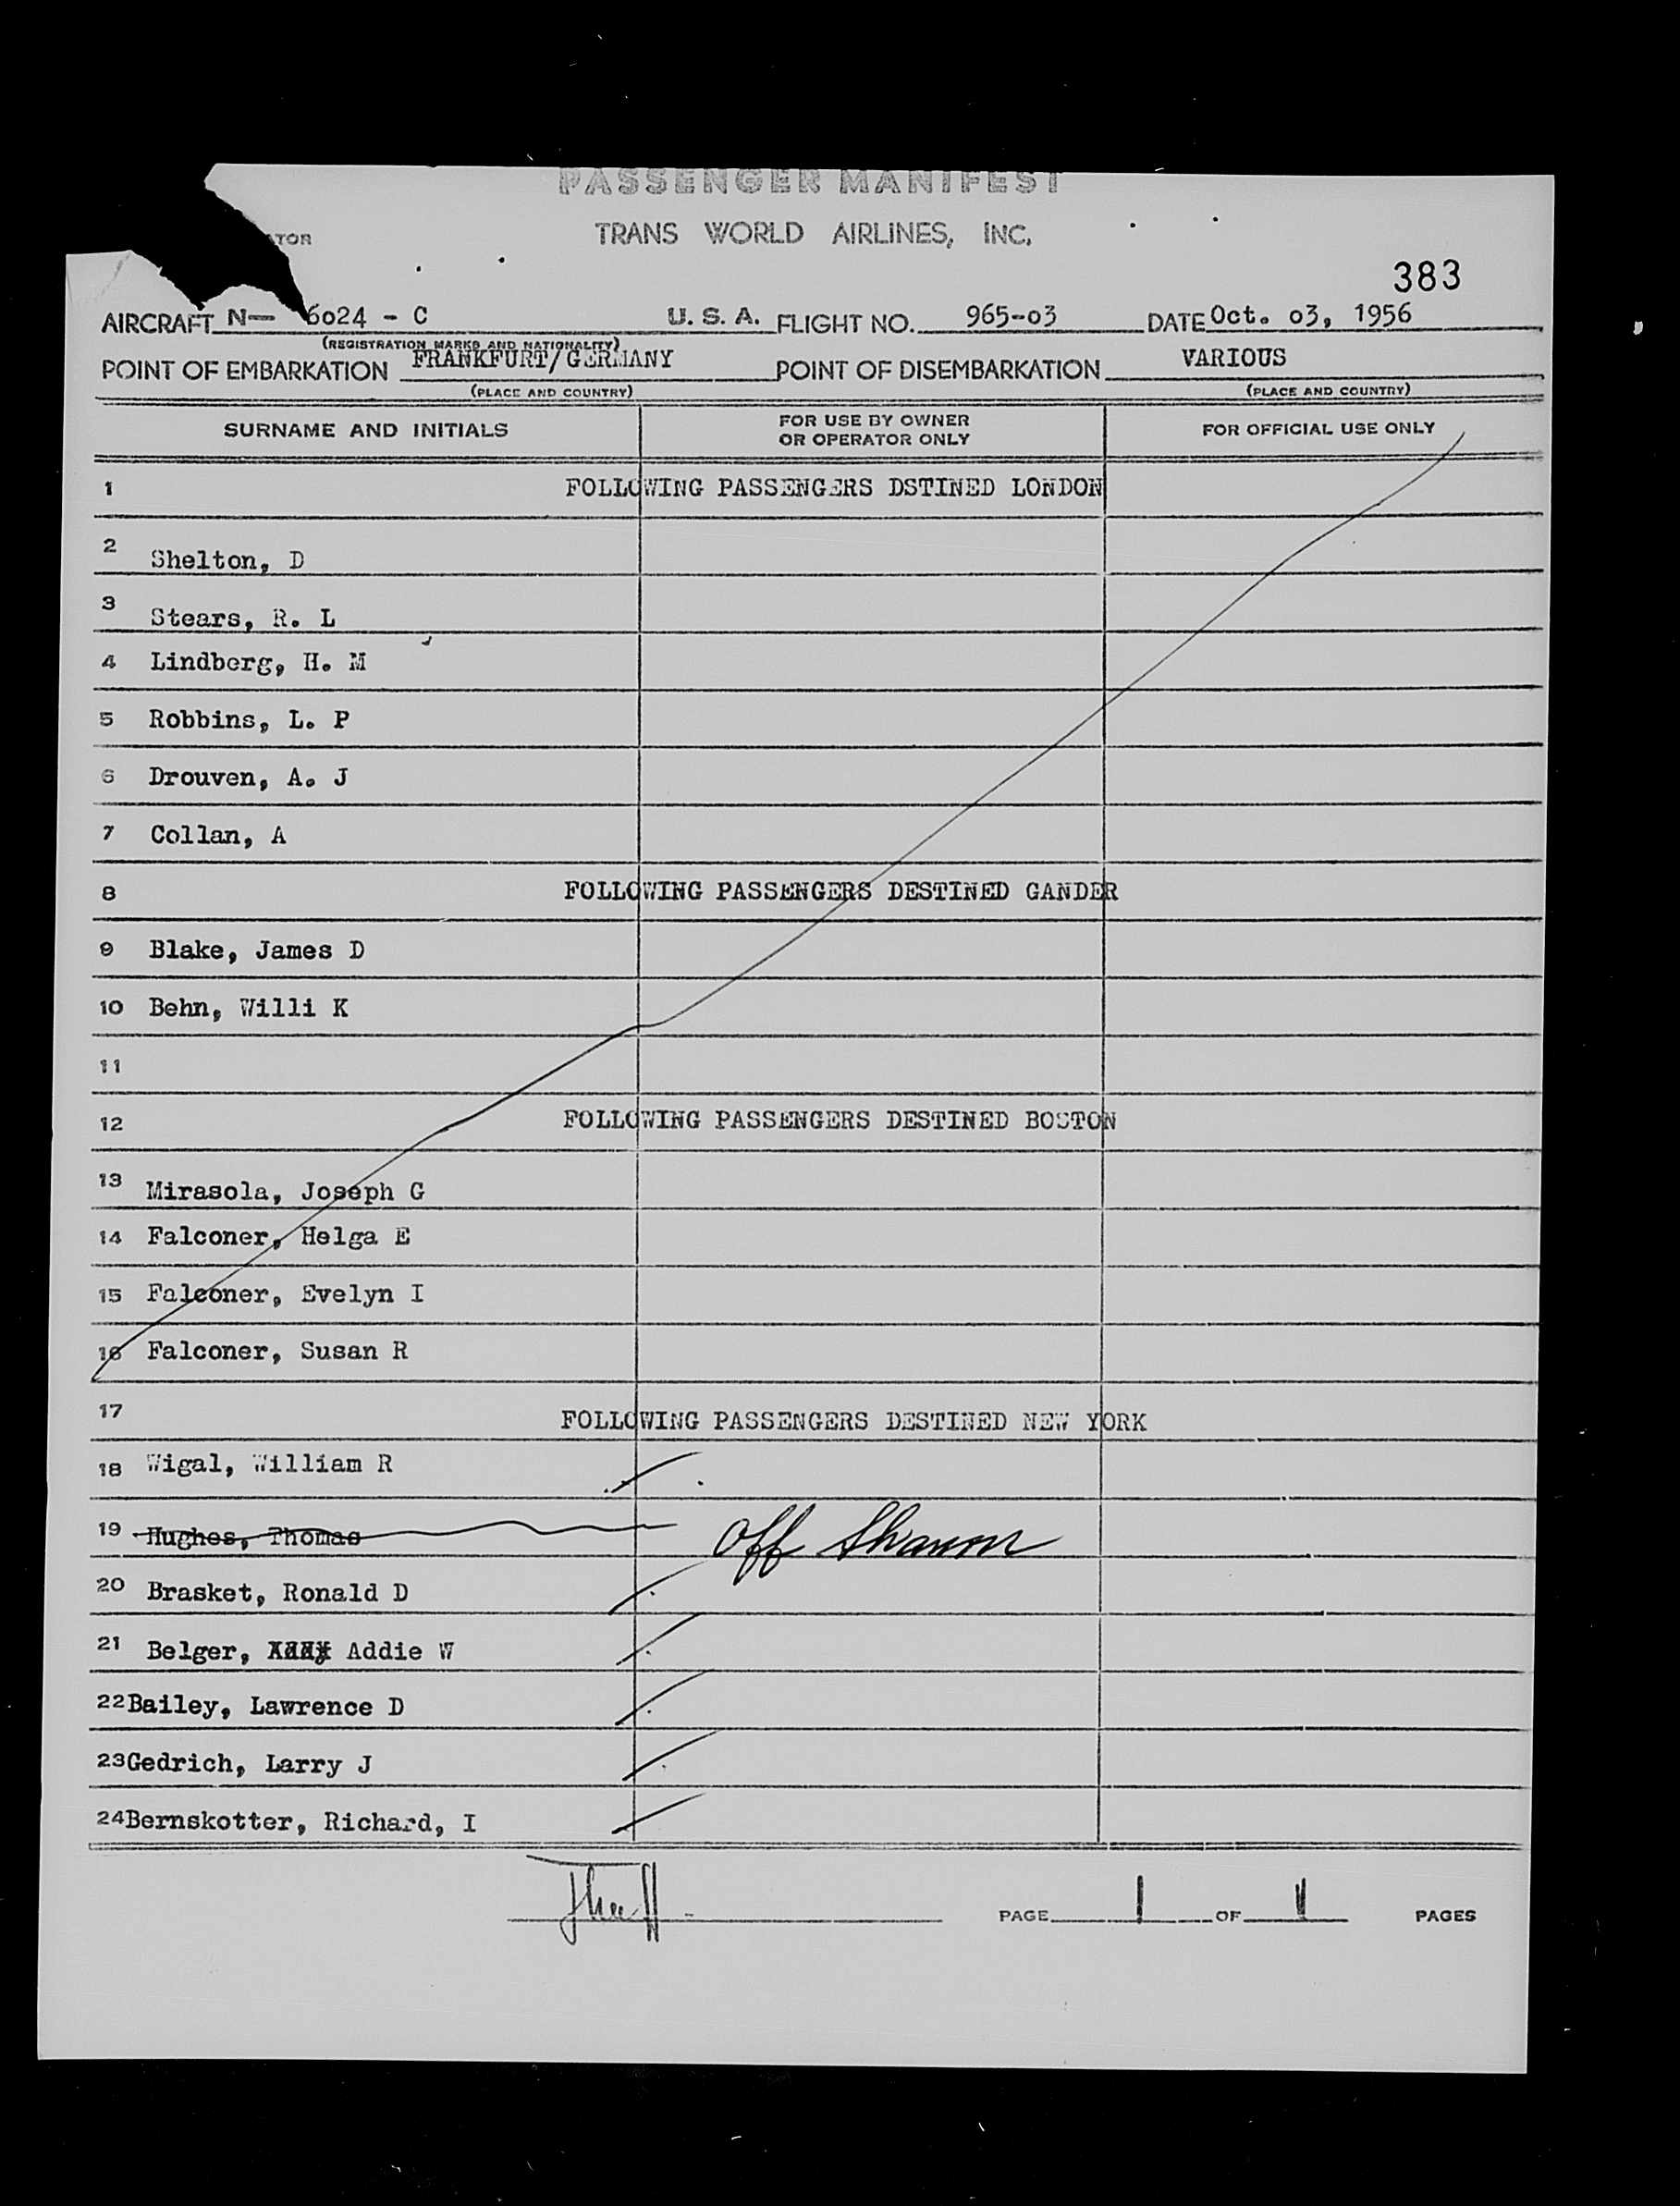 PASSENGER MANIFEST
TRANS WORLD AIRLINES, INC.
383
AIRCRAFT N— 6024 - C U. S. A. FLIGHT NO. 965-03 DATE Oct. 03, 1956
(REGISTRATION MARKS AND NATIONALITY)
POINT OF EMBARKATION FRANKFURT/GERMANY POINT OF DISEMBARKATION VARIOUS
(PLACE AND COUNTRY) (PLACE AND COUNTRY)
SURNAME AND INITIALS FOR USE BY OWNER OR OPERATOR ONLY FOR OFFICIAL USE ONLY
1 FOLLOWING PASSENGERS DSTINED LONDON
2 Shelton, D
3 Stears, R. L
4 Lindberg, H. M
5 Robbins, L. P
6 Drouven, A. J
7 Collan, A
8 FOLLOWING PASSENGERS DESTINED GANDER
9 Blake, James D
10 Behn, Willi K
11
12 FOLLOWING PASSENGERS DESTINED BOSTON
13 Mirasola, Joseph G
14 Falconer, Helga E
15 Falconer, Evelyn I
16 Falconer, Susan R
17 FOLLOWING PASSENGERS DESTINED NEW YORK
18 Wigal, William R
19 Hughes, Thomas Off Shannon
20 Brasket, Ronald D
21 Belger, Addie W
22 Bailey, Lawrence D
23 Gedrich, Larry J
24 Bernskotter, Richard, I
PAGE 1 OF PAGES